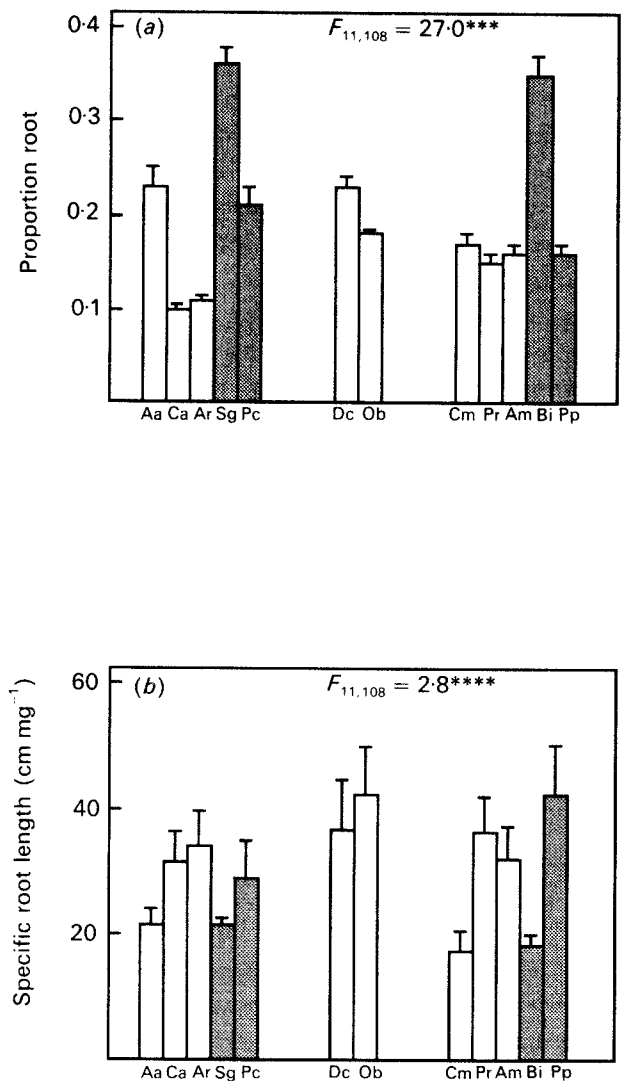 0·4
(a)
F11,108 = 27·0***
0·3
0·2
0·1
Proportion root
Aa Ca Ar Sg Pc Dc Ob Cm Pr Am Bi Pp
60
(b)
F11,108 = 2·8****
40
20
Specific root length (cm mg⁻¹)
Aa Ca Ar Sg Pc Dc Ob Cm Pr Am Bi Pp